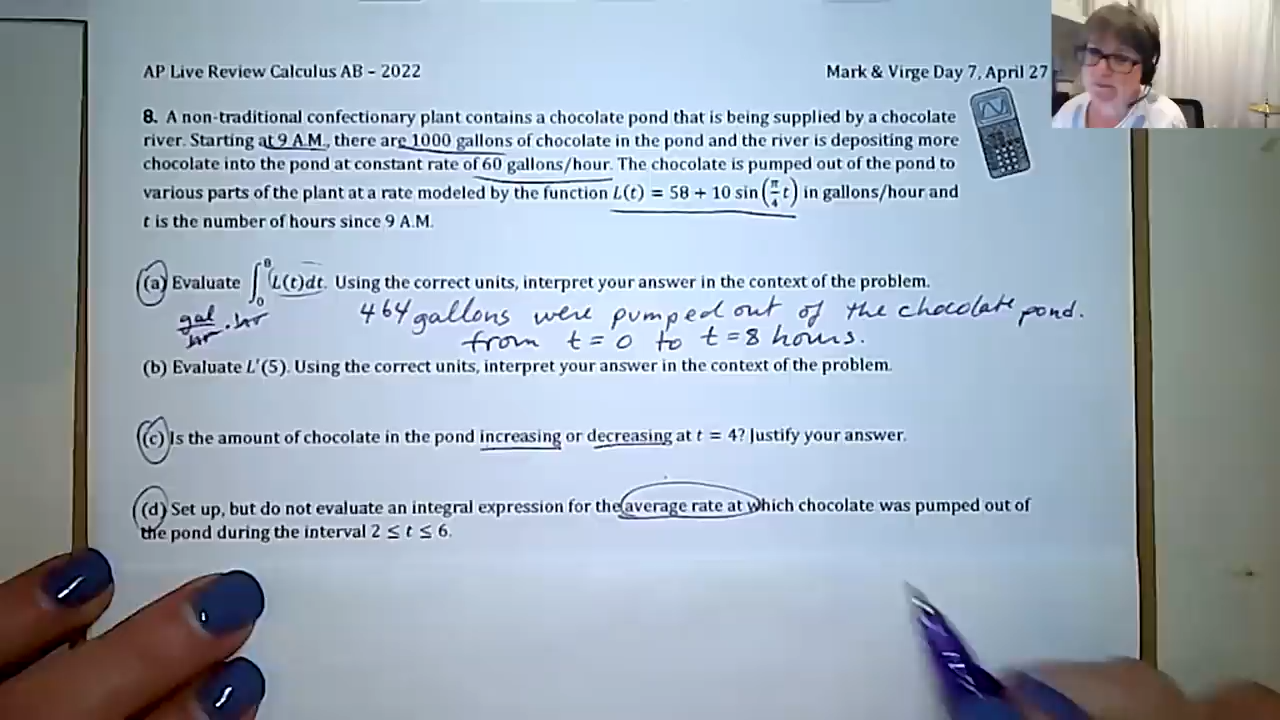 AP Live Review Calculus AB – 2022
Mark & Virge Day 7, April 27
8. A non-traditional confectionary plant contains a chocolate pond that is being supplied by a chocolate
river. Starting at 9 A.M., there are 1000 gallons of chocolate in the pond and the river is depositing more
chocolate into the pond at constant rate of 60 gallons/hour. The chocolate is pumped out of the pond to
various parts of the plant at a rate modeled by the function L(t) = 58 + 10 sin(π/4 t) in gallons/hour and
t is the number of hours since 9 A.M.
(a) Evaluate ∫₀⁸ L(t)dt. Using the correct units, interpret your answer in the context of the problem.
gal/hr · hr
464 gallons were pumped out of the chocolate pond.
from t = 0 to t = 8 hours.
(b) Evaluate L'(5). Using the correct units, interpret your answer in the context of the problem.
(c) Is the amount of chocolate in the pond increasing or decreasing at t = 4? Justify your answer.
(d) Set up, but do not evaluate an integral expression for the average rate at which chocolate was pumped out of
the pond during the interval 2 ≤ t ≤ 6.